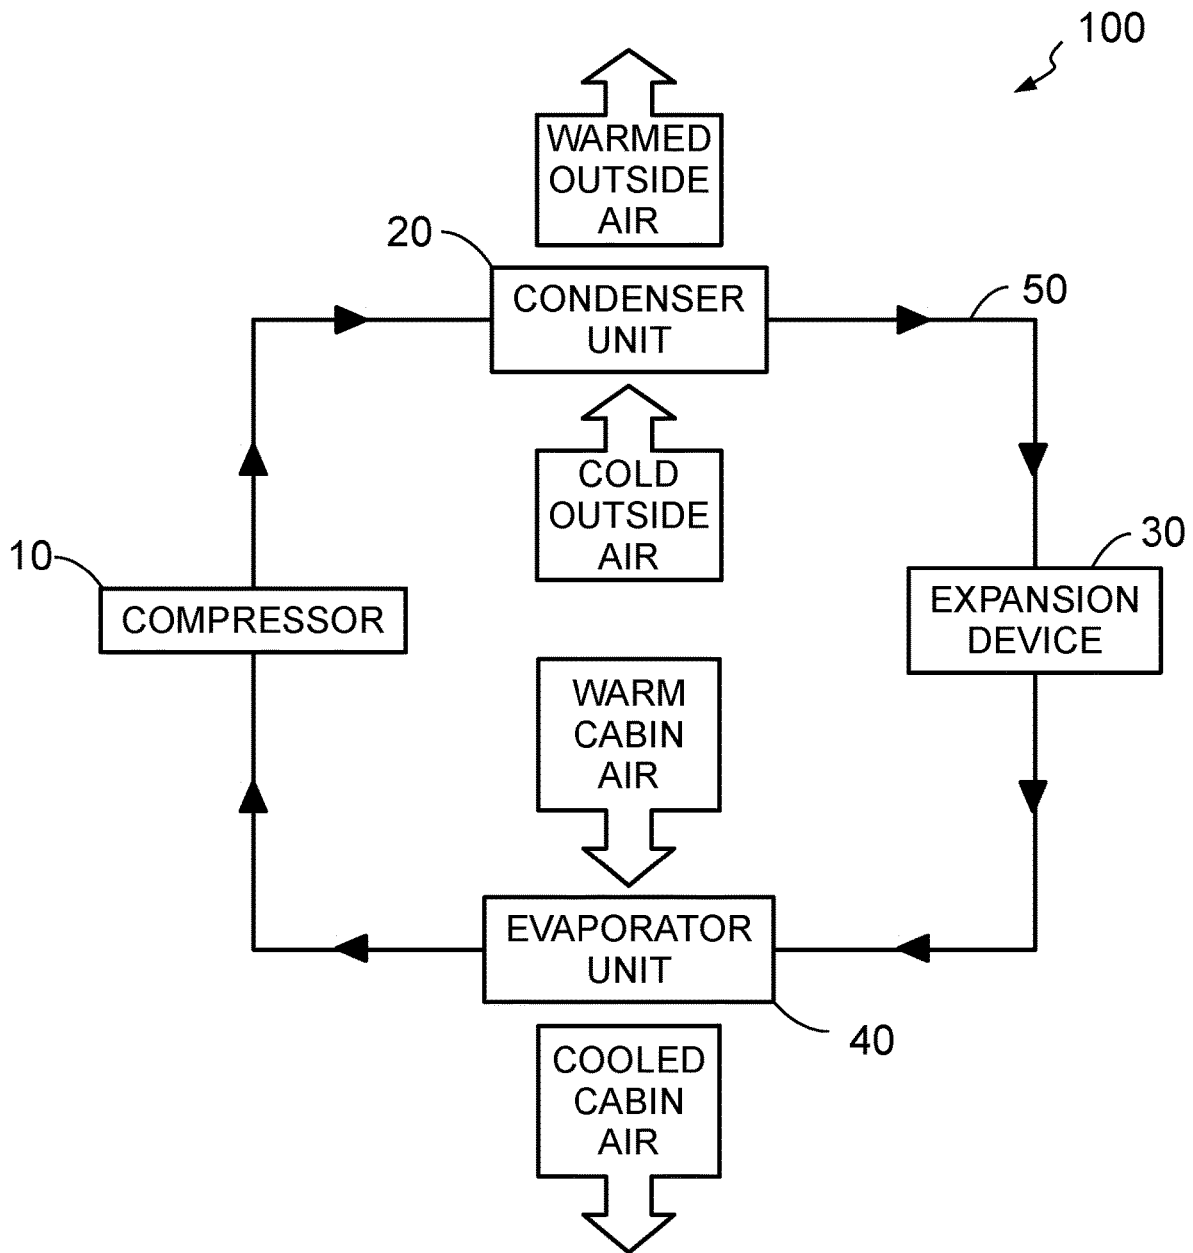 100
WARMED
OUTSIDE
AIR
20
CONDENSER
UNIT
50
COLD
OUTSIDE
AIR
10
COMPRESSOR
30
EXPANSION
DEVICE
WARM
CABIN
AIR
EVAPORATOR
UNIT
40
COOLED
CABIN
AIR